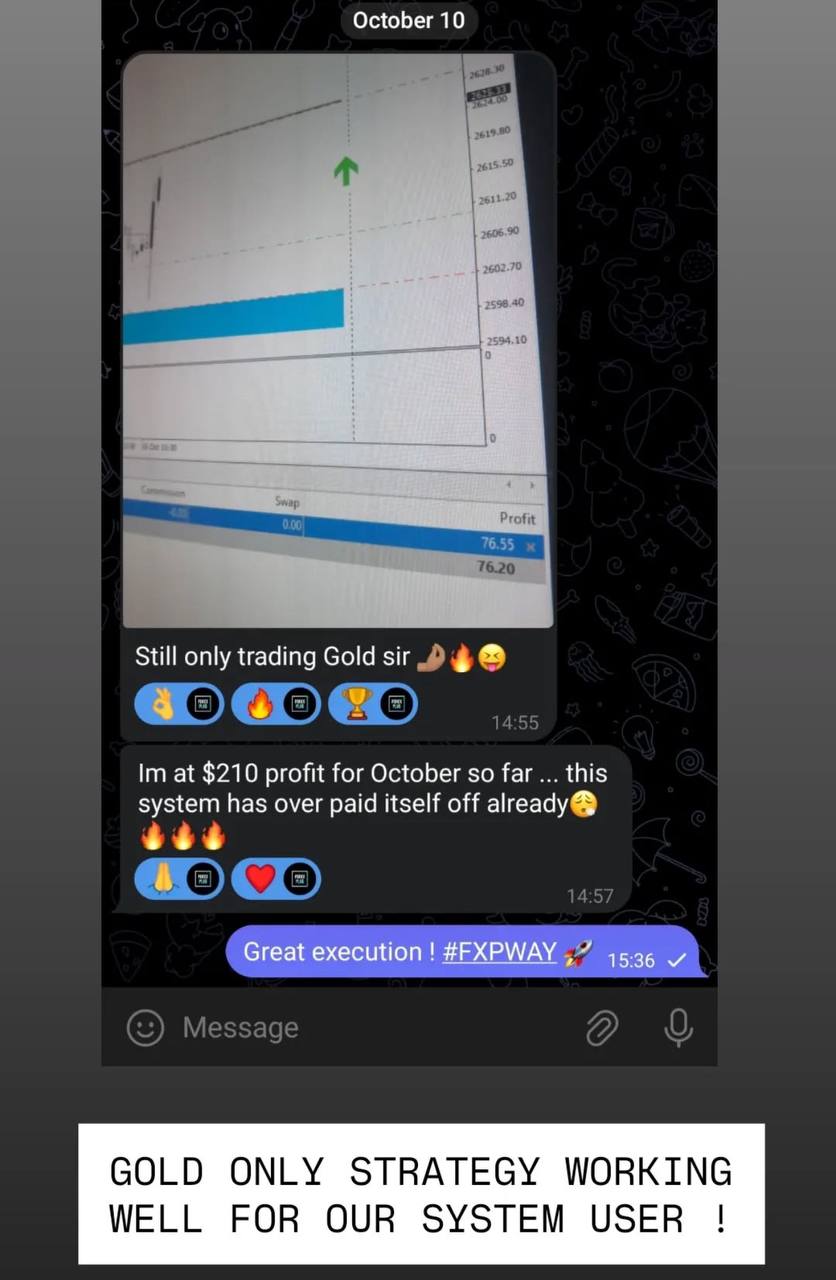 October 10
2628.30
2624.00
2619.80
2615.50
2611.20
2606.90
2602.70
2598.40
2594.10
0
0
Commission Swap Profit
0.00 76.55
76.20
Still only trading Gold sir 🤌🏽🔥😝
14:55
Im at $210 profit for October so far ... this
system has over paid itself off already😮‍💨
🔥🔥🔥
14:57
Great execution ! #FXPWAY 🚀 15:36
Message
GOLD ONLY STRATEGY WORKING
WELL FOR OUR SYSTEM USER !